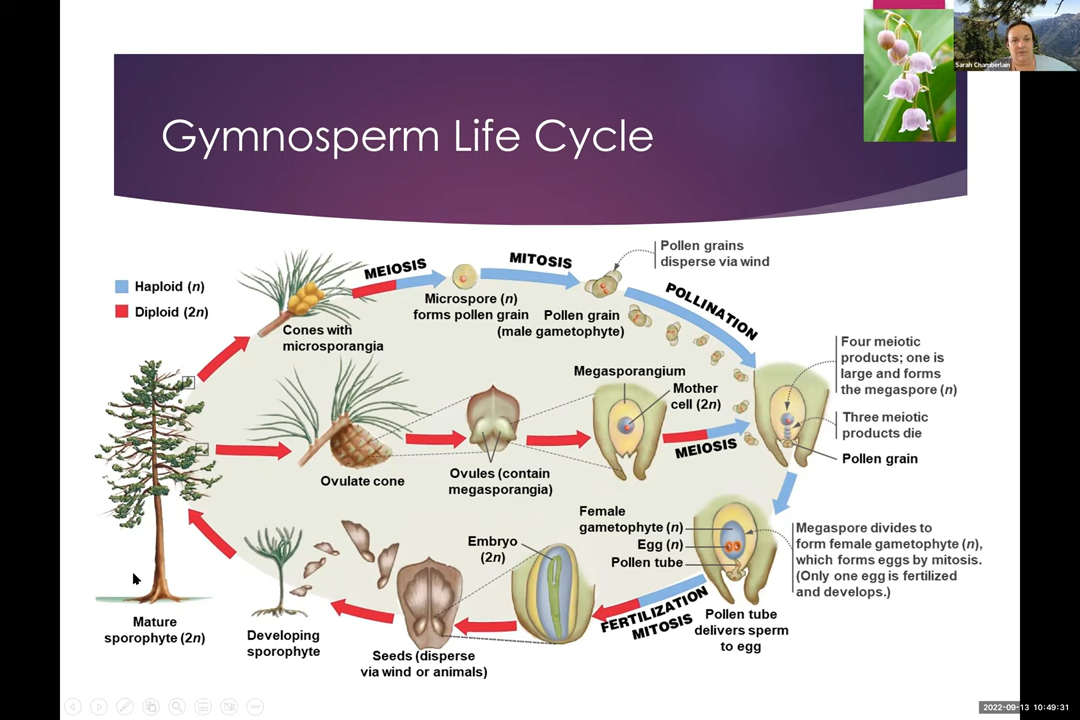 Sarah Chamberlain
Gymnosperm Life Cycle
Haploid (n)
Diploid (2n)
Cones with
microsporangia
MEIOSIS
Microspore (n)
forms pollen grain
MITOSIS
Pollen grain
(male gametophyte)
Pollen grains
disperse via wind
POLLINATION
Four meiotic
products; one is
large and forms
the megaspore (n)
Three meiotic
products die
Pollen grain
Megasporangium
Mother
cell (2n)
MEIOSIS
Ovulate cone
Ovules (contain
megasporangia)
Female
gametophyte (n)
Egg (n)
Pollen tube
Megaspore divides to
form female gametophyte (n),
which forms eggs by mitosis.
(Only one egg is fertilized
and develops.)
Pollen tube
delivers sperm
to egg
FERTILIZATION
MITOSIS
Embryo
(2n)
Seeds (disperse
via wind or animals)
Developing
sporophyte
Mature
sporophyte (2n)
2022-09-13 10:49:31